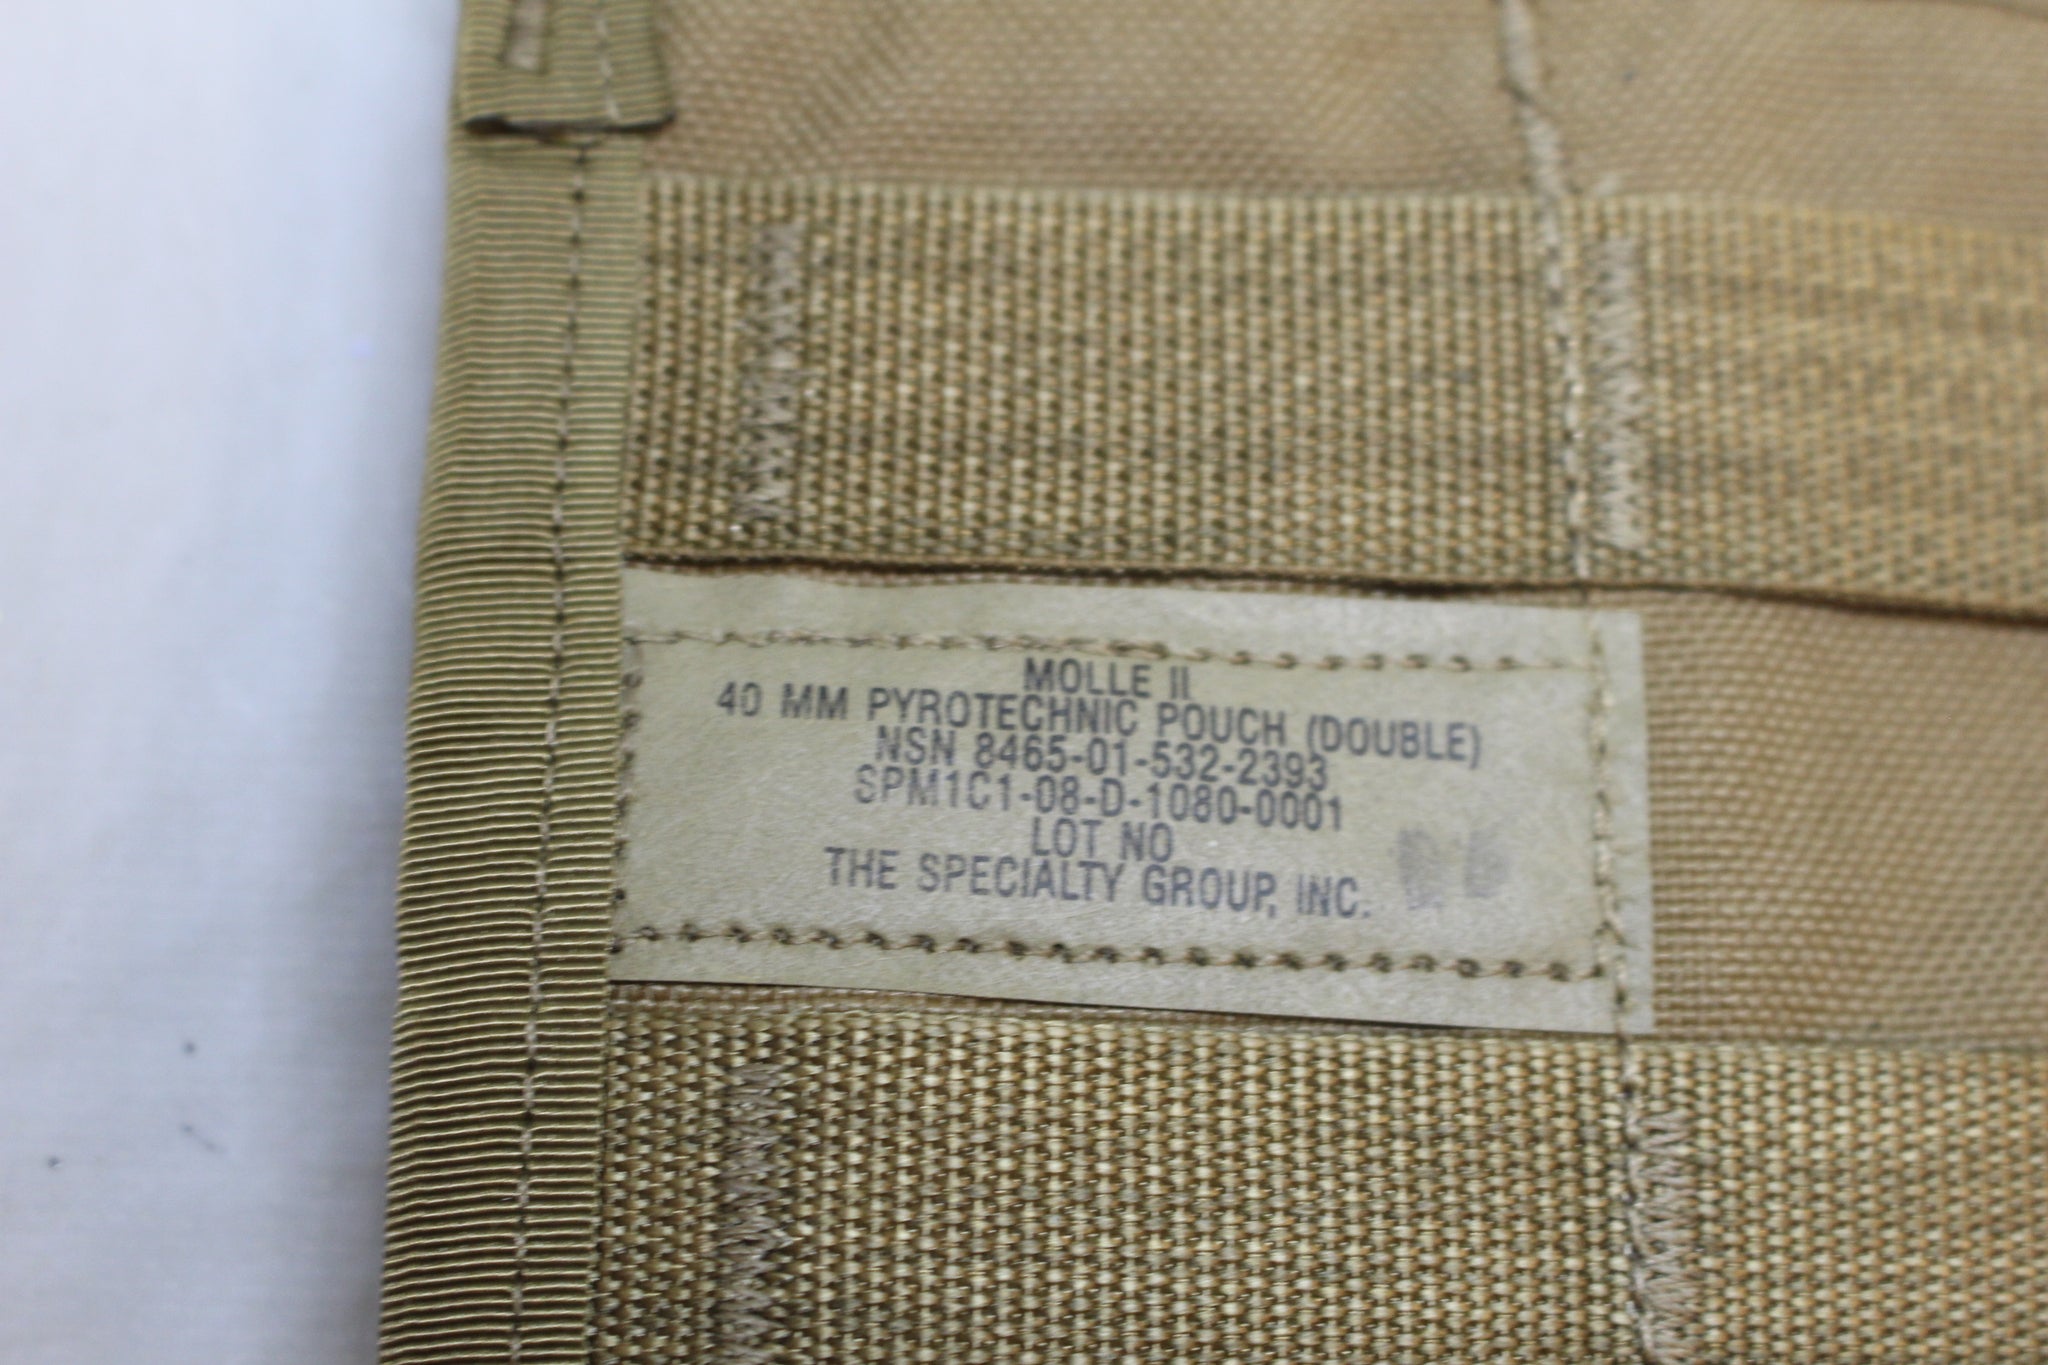 MOLLE II
40 MM PYROTECHNIC POUCH (DOUBLE)
NSN 8465-01-532-2393
SPM1C1-08-D-1080-0001
LOT NO
THE SPECIALTY GROUP, INC.